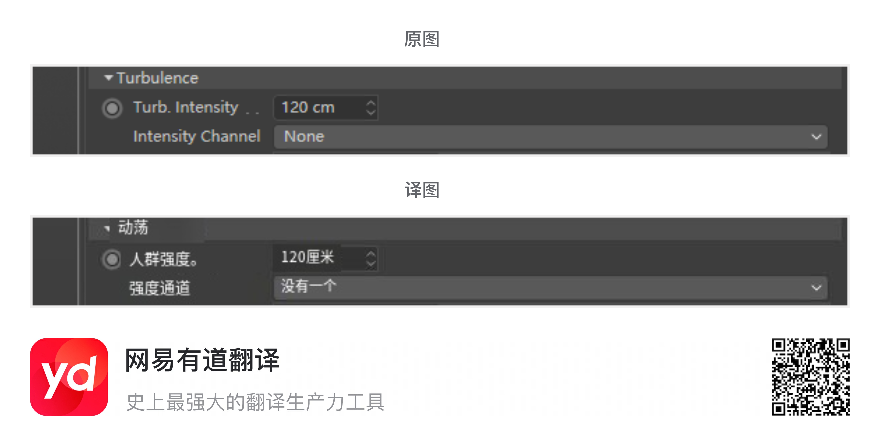 原图
Turbulence
Turb. Intensity . . 120 cm
Intensity Channel None
译图
动荡
人群强度。 120厘米
强度通道 没有一个
yd 网易有道翻译
史上最强大的翻译生产力工具